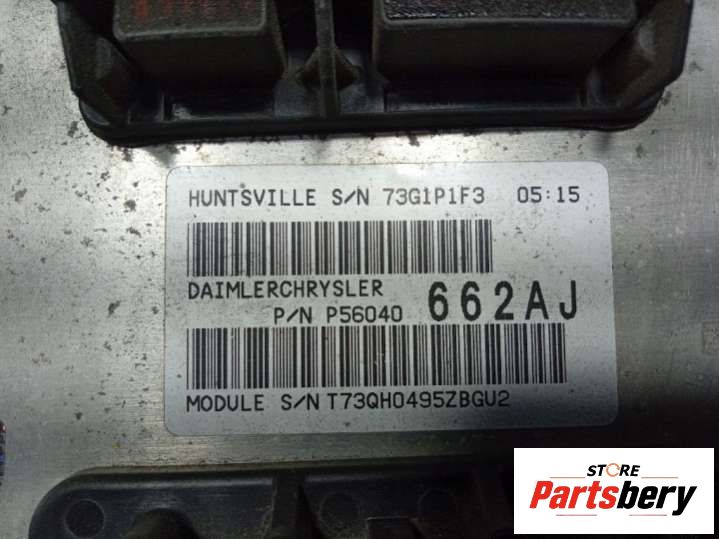 HUNTSVILLE S/N 73G1P1F3 05:15
DAIMLERCHRYSLER
P/N P56040 662AJ
MODULE S/N T73QH0495ZBGU2
STORE
Partsbery